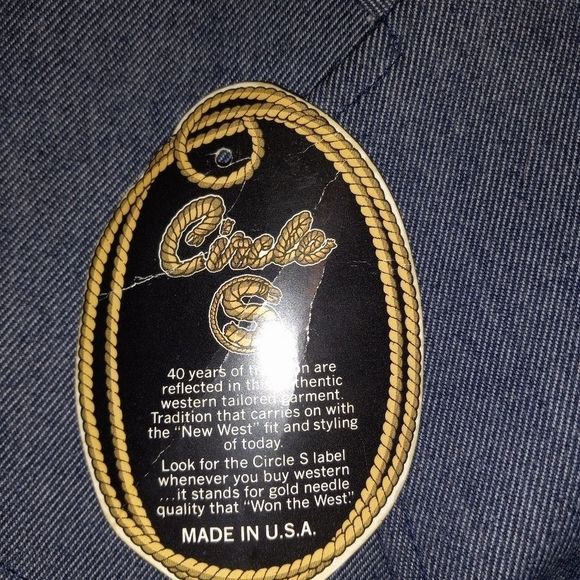 Circle
S
40 years of are
reflected in this authentic
western tailored garment.
Tradition that carries on with
the "New West" fit and styling
of today.
Look for the Circle S label
whenever you buy western
...it stands for gold needle
quality that "Won the West"
MADE IN U.S.A.